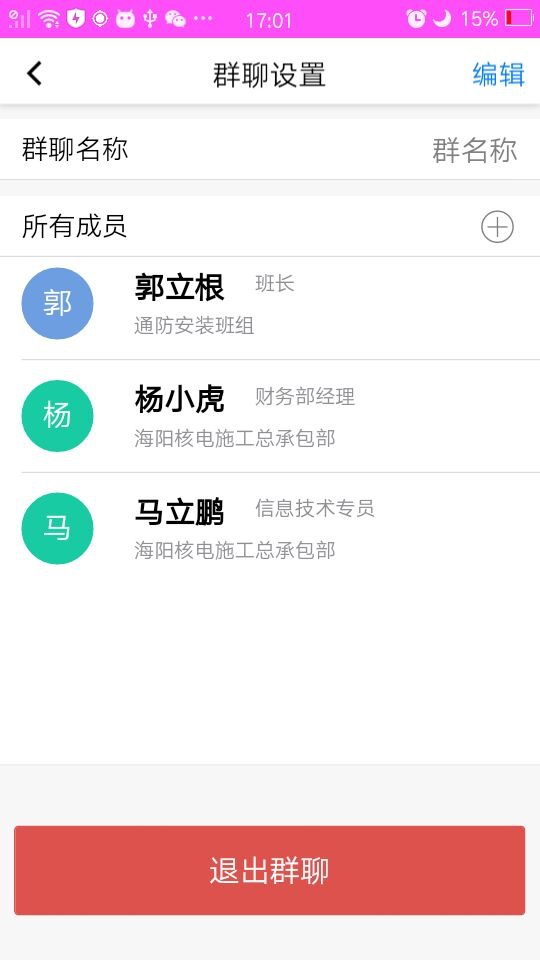 17:01 15%
群聊设置 编辑
群聊名称 群名称
所有成员
郭 郭立根 班长
通防安装班组
杨 杨小虎 财务部经理
海阳核电施工总承包部
马 马立鹏 信息技术专员
海阳核电施工总承包部
退出群聊